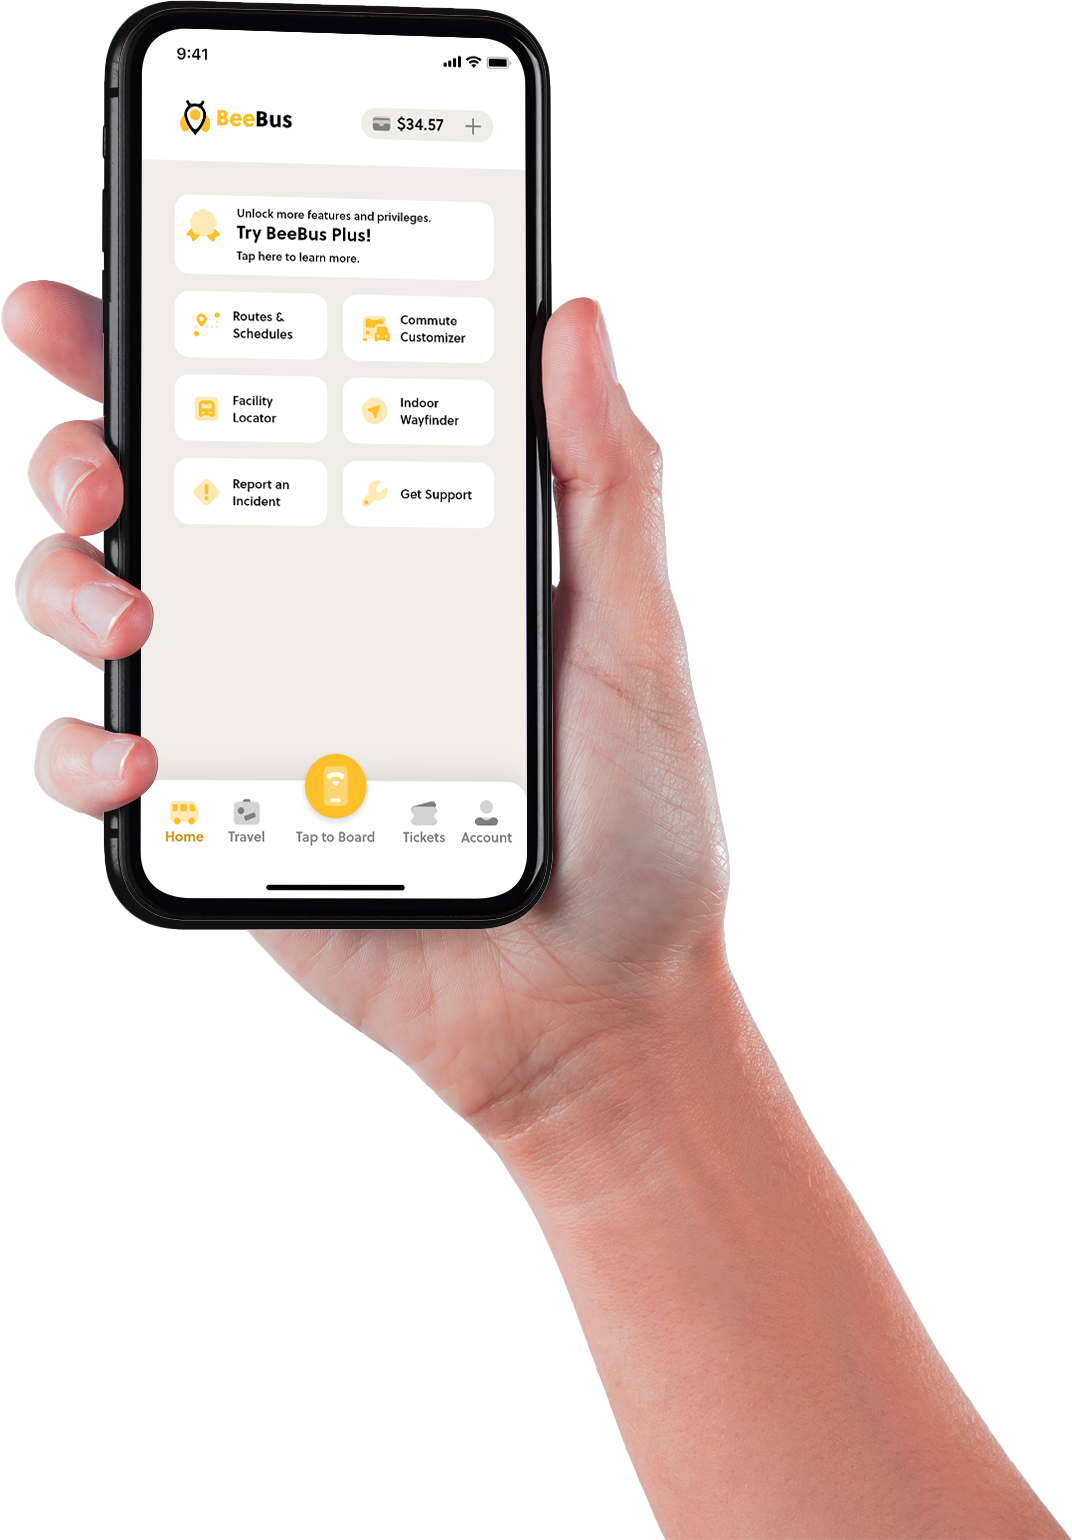 9:41
BeeBus
$34.57
Unlock more features and privileges.
Try BeeBus Plus!
Tap here to learn more.
Routes &
Schedules
Commute
Customizer
Facility
Locator
Indoor
Wayfinder
Report an
Incident
Get Support
Home
Travel
Tap to Board
Tickets
Account